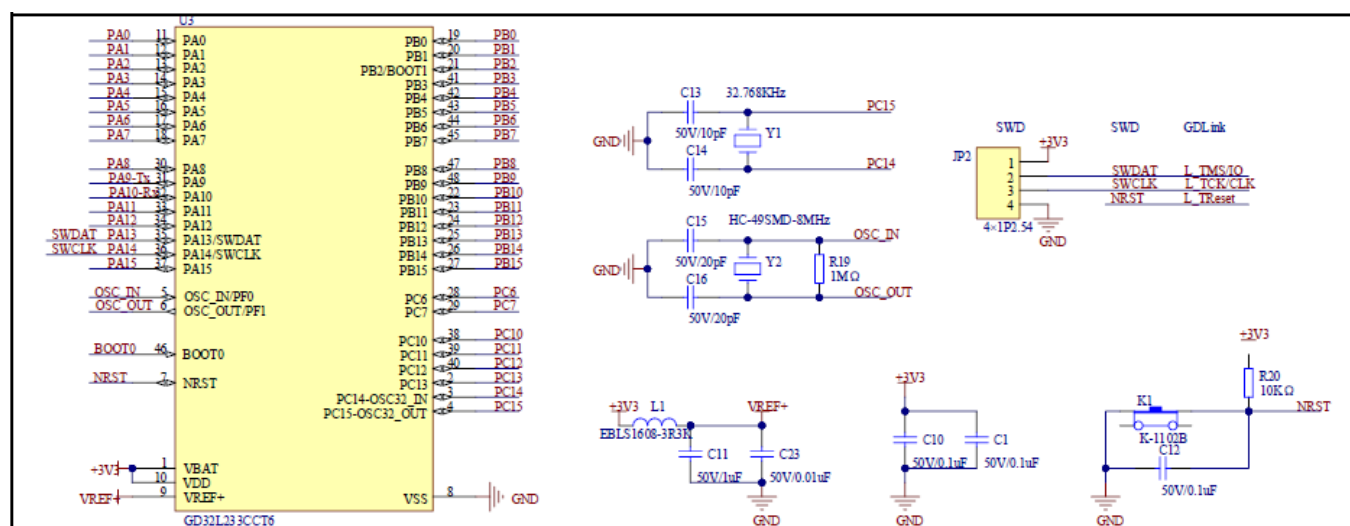 U3
PA0 11 PA0 PB0 19 PB0
PA1 12 PA1 PB1 20 PB1
PA2 13 PA2 PB2/BOOT1 21 PB2
PA3 14 PA3 PB3 41 PB3
PA4 15 PA4 PB4 42 PB4
PA5 16 PA5 PB5 43 PB5
PA6 17 PA6 PB6 44 PB6
PA7 18 PA7 PB7 45 PB7
PA8 30 PA8 PB8 47 PB8
PA9-Tx 31 PA9 PB9 48 PB9
PA10-Rx 32 PA10 PB10 22 PB10
PA11 33 PA11 PB11 23 PB11
PA12 34 PA12 PB12 24 PB12
SWDAT PA13 35 PA13/SWDAT PB13 25 PB13
SWCLK PA14 36 PA14/SWCLK PB14 26 PB14
PA15 37 PA15 PB15 27 PB15
OSC_IN 5 OSC_IN/PF0 PC6 28 PC6
OSC_OUT 6 OSC_OUT/PF1 PC7 29 PC7
PC10 38 PC10
BOOT0 46 BOOT0 PC11 39 PC11
PC12 40 PC12
NRST 7 NRST PC13 2 PC13
PC14-OSC32_IN 3 PC14
PC15-OSC32_OUT 4 PC15
+3V3 1 VBAT
10 VDD
VREF+ 9 VREF+ VSS 8 GND
GD32L233CCT6
C13 32.768KHz PC15
50V/10pF Y1
GND
C14 PC14
50V/10pF
C15 HC-49SMD-8MHz OSC_IN
50V/20pF Y2 R19
GND 1MΩ
C16 OSC_OUT
50V/20pF
SWD SWD GDLink
JP2 +3V3
1
2 SWDAT L_TMS/IO
3 SWCLK L_TCK/CLK
4 NRST L_TReset
4×1P2.54 GND
+3V3 L1 VREF+
EBLS1608-3R3K
C11 C23
50V/1uF 50V/0.01uF
GND
+3V3
C10 C1
50V/0.1uF 50V/0.1uF
GND
+3V3
R20
10KΩ
K1 NRST
K-1102B
C12
50V/0.1uF
GND